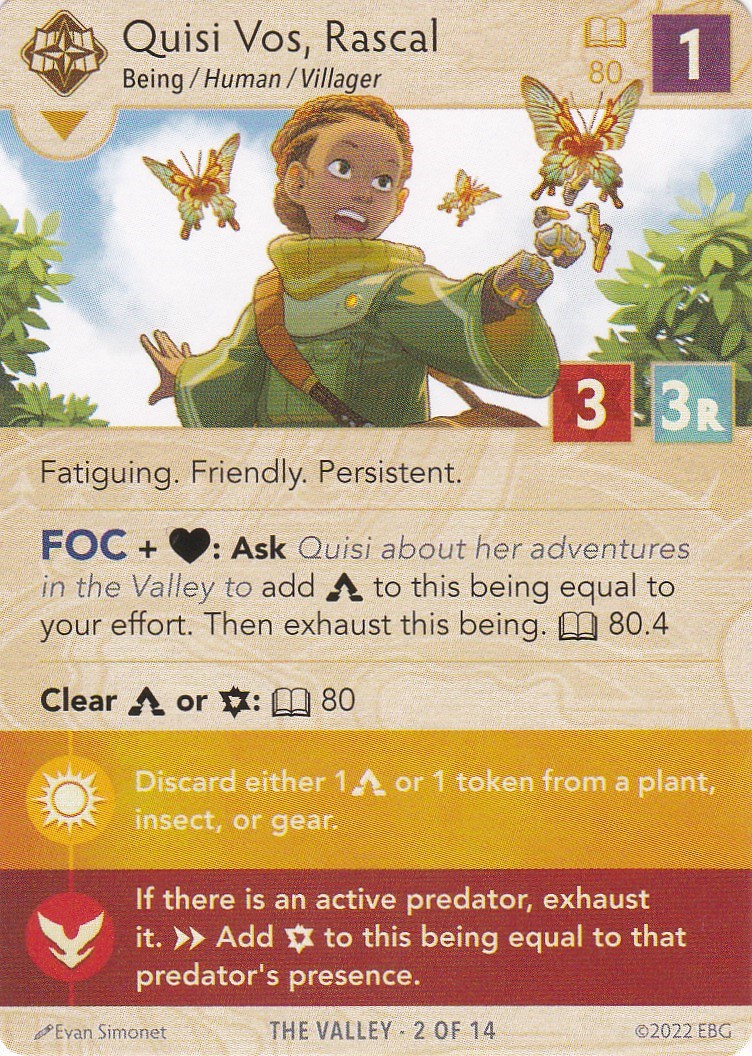 Quisi Vos, Rascal
Being / Human / Villager
80
1
3
3R
Fatiguing. Friendly. Persistent.
FOC + : Ask Quisi about her adventures
in the Valley to add to this being equal to
your effort. Then exhaust this being. 80.4
Clear or : 80
Discard either 1 or 1 token from a plant,
insect, or gear.
If there is an active predator, exhaust
it. Add to this being equal to that
predator's presence.
Evan Simonet
THE VALLEY · 2 OF 14
©2022 EBG